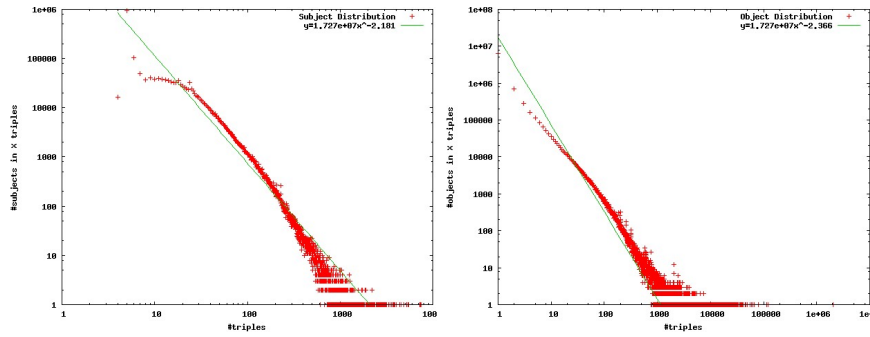 Subject Distribution
y=1.727e+07x^-2.181
100000
10000
1000
100
10
1
#subjects in X triples
1 10 100 1000 100
#triples
Object Distribution
y=1.727e+07x^-2.366
1e+08
1e+07
1e+06
100000
10000
1000
100
10
1
#objects in X triples
1 10 100 1000 10000 100000 1e+06 1e+
#triples